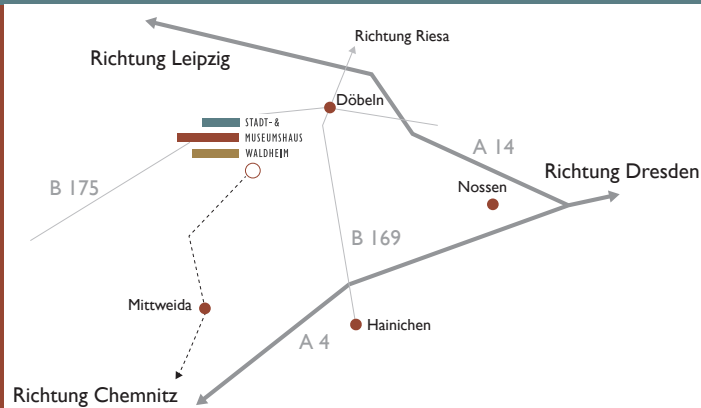 Richtung Riesa
Richtung Leipzig
Döbeln
STADT- &
MUSEUMSHAUS
WALDHEIM
A 14
Richtung Dresden
B 175
Nossen
B 169
Mittweida
Hainichen
A 4
Richtung Chemnitz